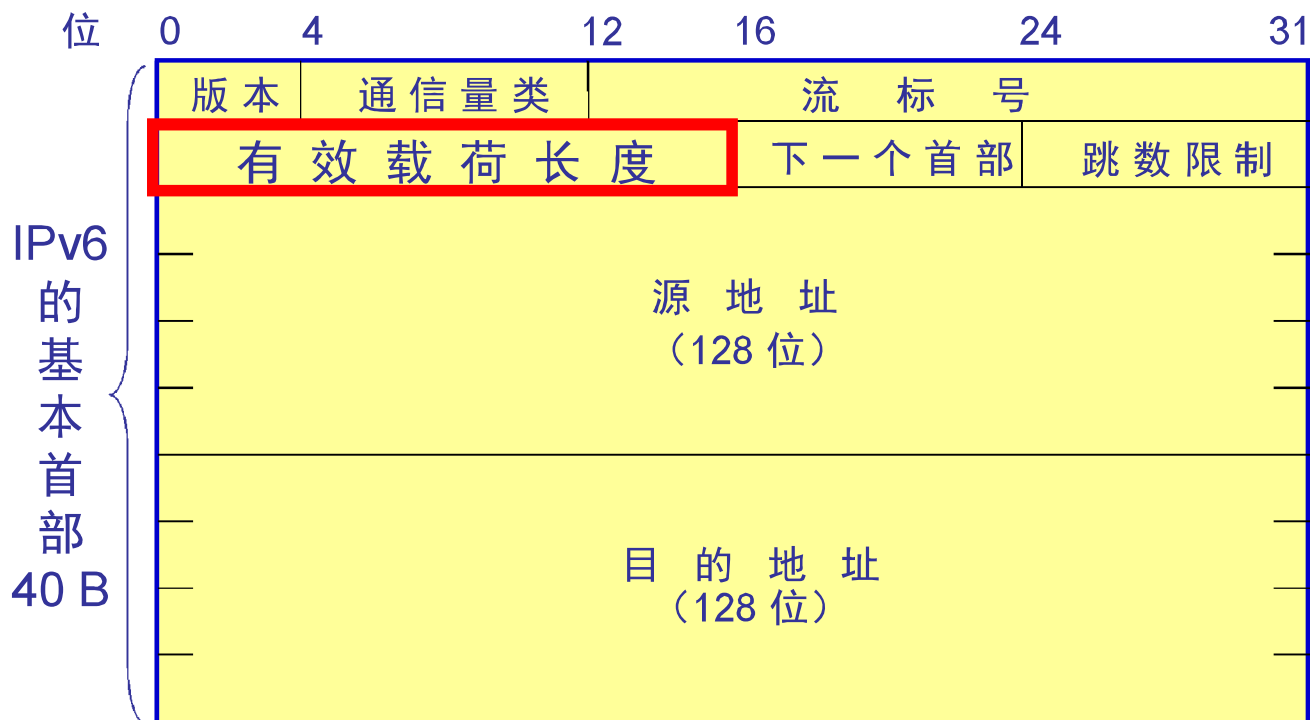 位 0 4 12 16 24 31
版本 通信量类 流标号
有效载荷长度 下一个首部 跳数限制
IPv6
的
基
本
首
部
40 B
源地址
（128 位）
目的地址
（128 位）